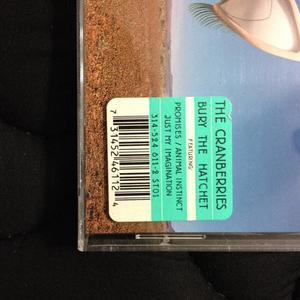 THE CRANBERRIES
BURY THE HATCHET
FEATURING:
PROMISES / ANIMAL INSTINCT
JUST MY IMAGINATION
314-524 611-2 ST01
7 31452 46112 4